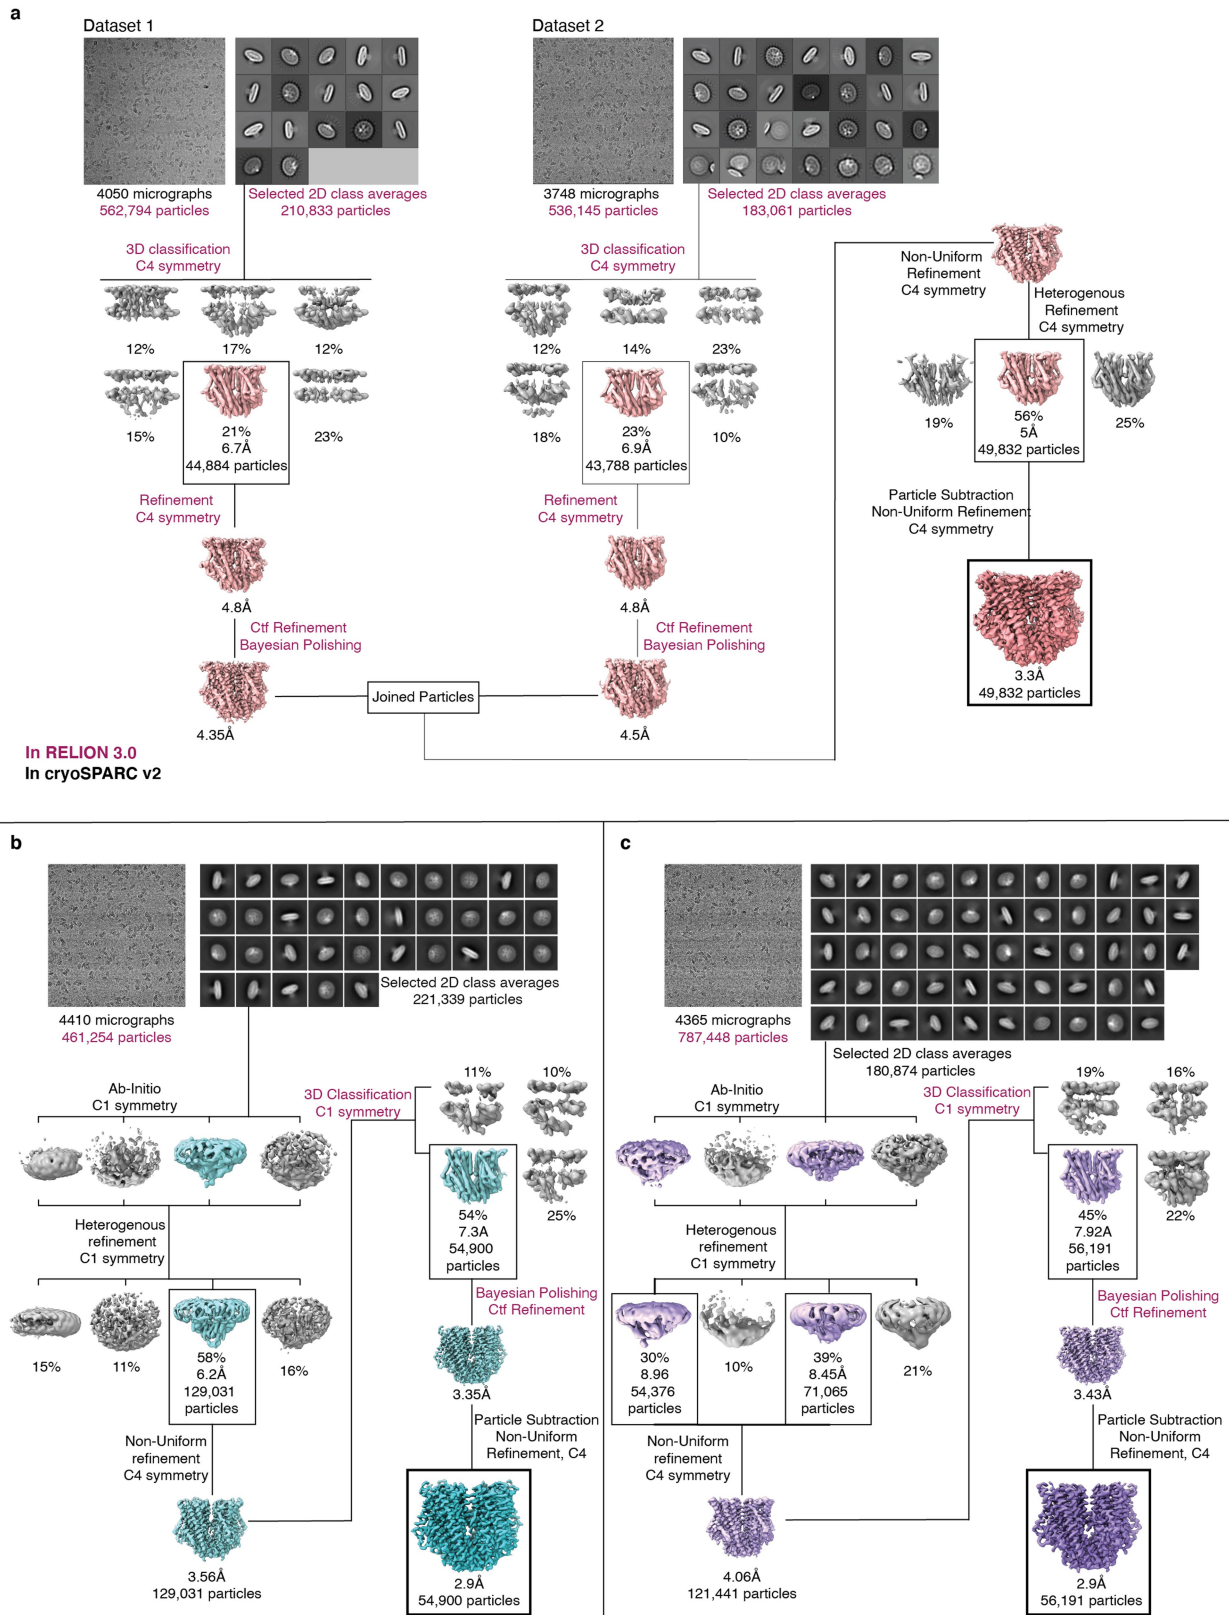 a
Dataset 1
4050 micrographs
562,794 particles
Selected 2D class averages
210,833 particles
3D classification
C4 symmetry
12%
17%
12%
15%
21%
6.7Å
44,884 particles
23%
Refinement
C4 symmetry
4.8Å
Ctf Refinement
Bayesian Polishing
4.35Å
Joined Particles
Dataset 2
3748 micrographs
536,145 particles
Selected 2D class averages
183,061 particles
3D classification
C4 symmetry
12%
14%
23%
18%
23%
6.9Å
43,788 particles
10%
Refinement
C4 symmetry
4.8Å
Ctf Refinement
Bayesian Polishing
4.5Å
Non-Uniform
Refinement
C4 symmetry
Heterogenous
Refinement
C4 symmetry
19%
56%
5Å
49,832 particles
25%
Particle Subtraction
Non-Uniform Refinement
C4 symmetry
3.3Å
49,832 particles
In RELION 3.0
In cryoSPARC v2
b
4410 micrographs
461,254 particles
Selected 2D class averages
221,339 particles
Ab-Initio
C1 symmetry
Heterogenous
refinement
C1 symmetry
15%
11%
58%
6.2Å
129,031
particles
16%
Non-Uniform
refinement
C4 symmetry
3.56Å
129,031 particles
3D Classification
C1 symmetry
11%
10%
54%
7.3A
54,900
particles
25%
Bayesian Polishing
Ctf Refinement
3.35Å
Particle Subtraction
Non-Uniform
Refinement, C4
2.9Å
54,900 particles
c
4365 micrographs
787,448 particles
Selected 2D class averages
180,874 particles
Ab-Initio
C1 symmetry
Heterogenous
refinement
C1 symmetry
30%
8.96
54,376
particles
10%
39%
8.45Å
71,065
particles
21%
Non-Uniform
refinement
C4 symmetry
4.06Å
121,441 particles
3D Classification
C1 symmetry
19%
16%
45%
7.92A
56,191
particles
22%
Bayesian Polishing
Ctf Refinement
3.43Å
Particle Subtraction
Non-Uniform
Refinement, C4
2.9Å
56,191 particles